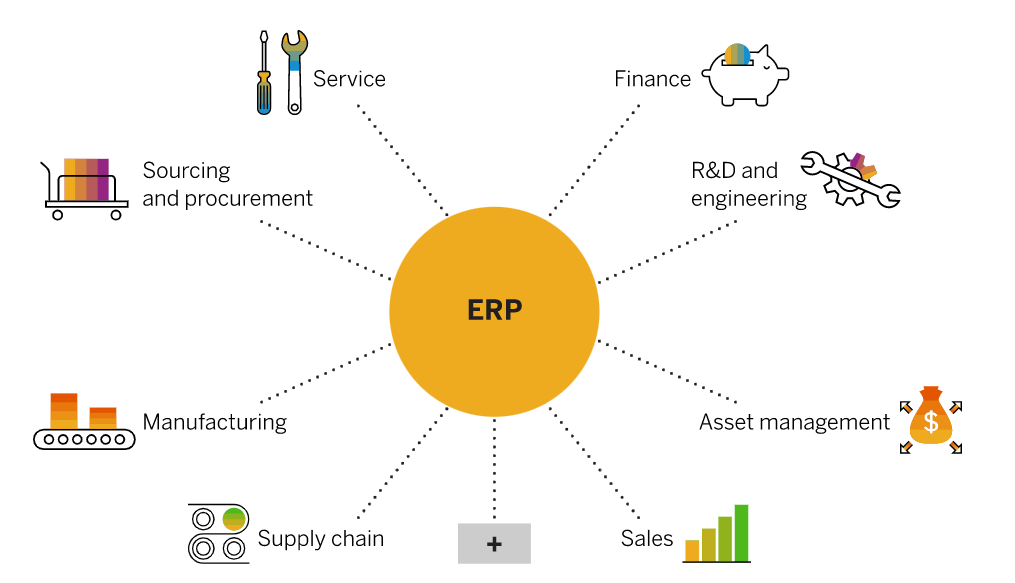 Service
Finance
Sourcing
and procurement
R&D and
engineering
ERP
Manufacturing
Asset management
$
Supply chain
+
Sales